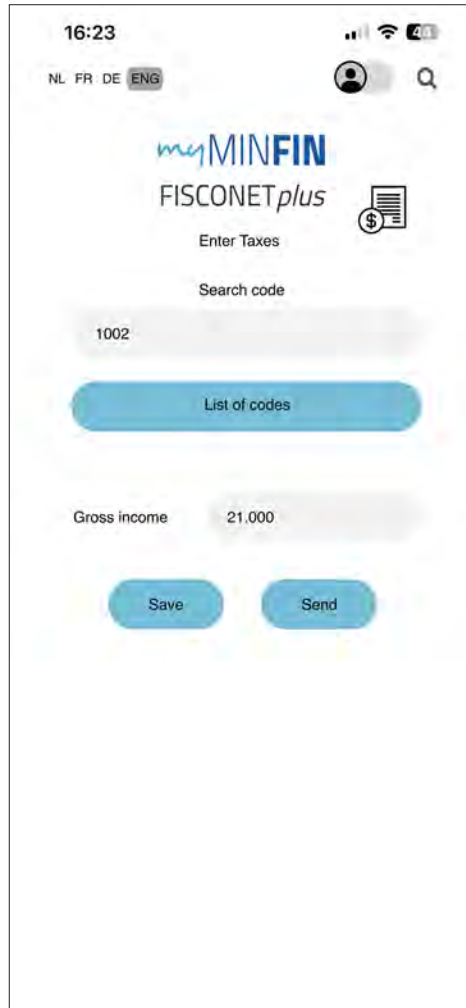 16:23
44
NL FR DE ENG
myMINFIN
FISCONETplus
$
Enter Taxes
Search code
1002
List of codes
Gross income 21.000
Save Send